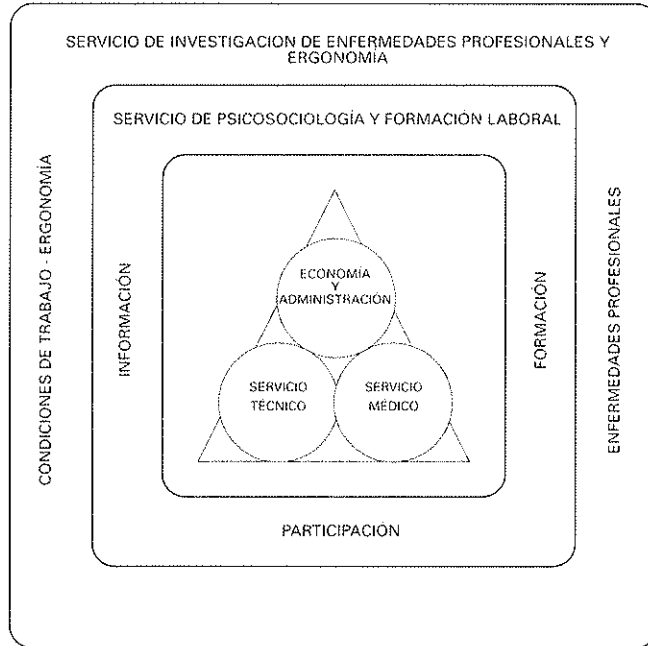 SERVICIO DE INVESTIGACION DE ENFERMEDADES PROFESIONALES Y
ERGONOMÍA
SERVICIO DE PSICOSOCIOLOGÍA Y FORMACIÓN LABORAL
CONDICIONES DE TRABAJO - ERGONOMÍA
INFORMACIÓN
ECONOMÍA
Y
ADMINISTRACIÓN
SERVICIO
TÉCNICO
SERVICIO
MÉDICO
FORMACIÓN
ENFERMEDADES PROFESIONALES
PARTICIPACIÓN